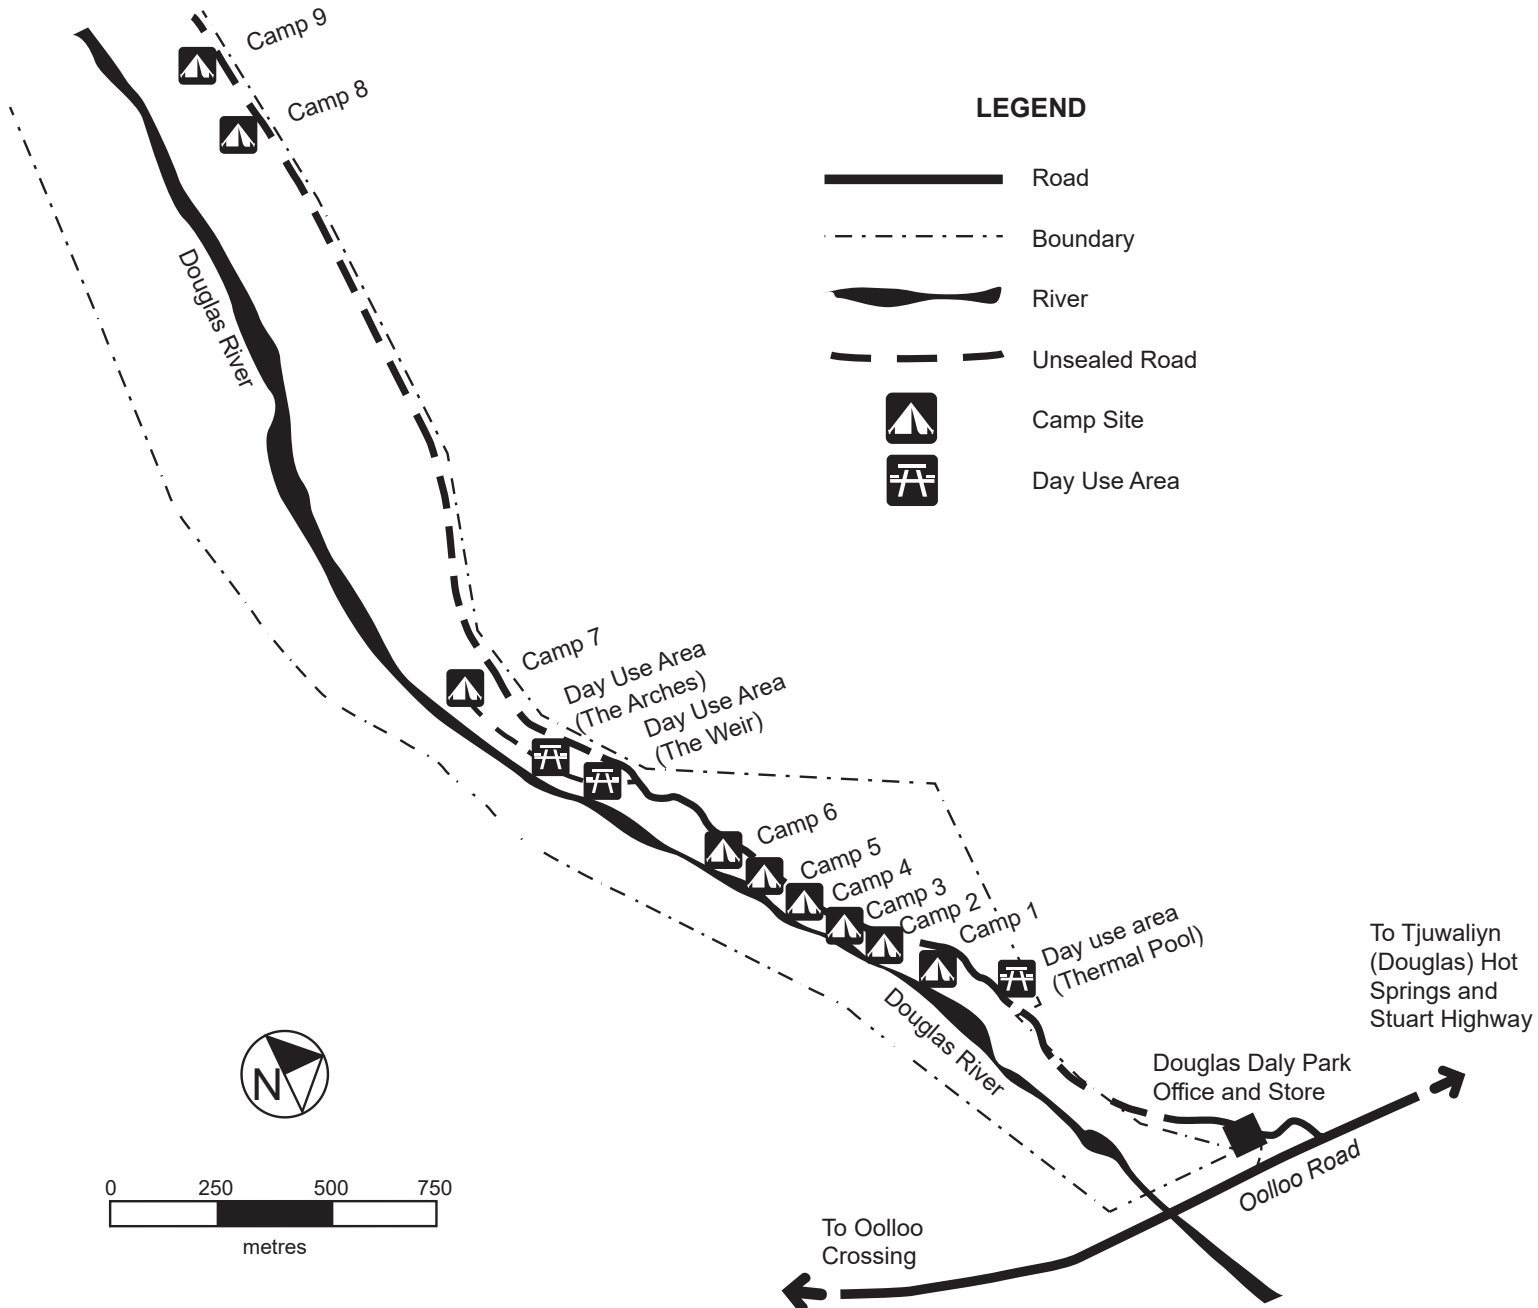 Camp 9
Camp 8
LEGEND
Road
Boundary
River
Unsealed Road
Camp Site
Day Use Area
Douglas River
Camp 7
Day Use Area
(The Arches)
Day Use Area
(The Weir)
Camp 6
Camp 5
Camp 4
Camp 3
Camp 2
Camp 1
Day use area
(Thermal Pool)
To Tjuwaliyn
(Douglas) Hot
Springs and
Stuart Highway
Douglas River
Douglas Daly Park
Office and Store
Oolloo Road
N
0 250 500 750
metres
To Oolloo
Crossing